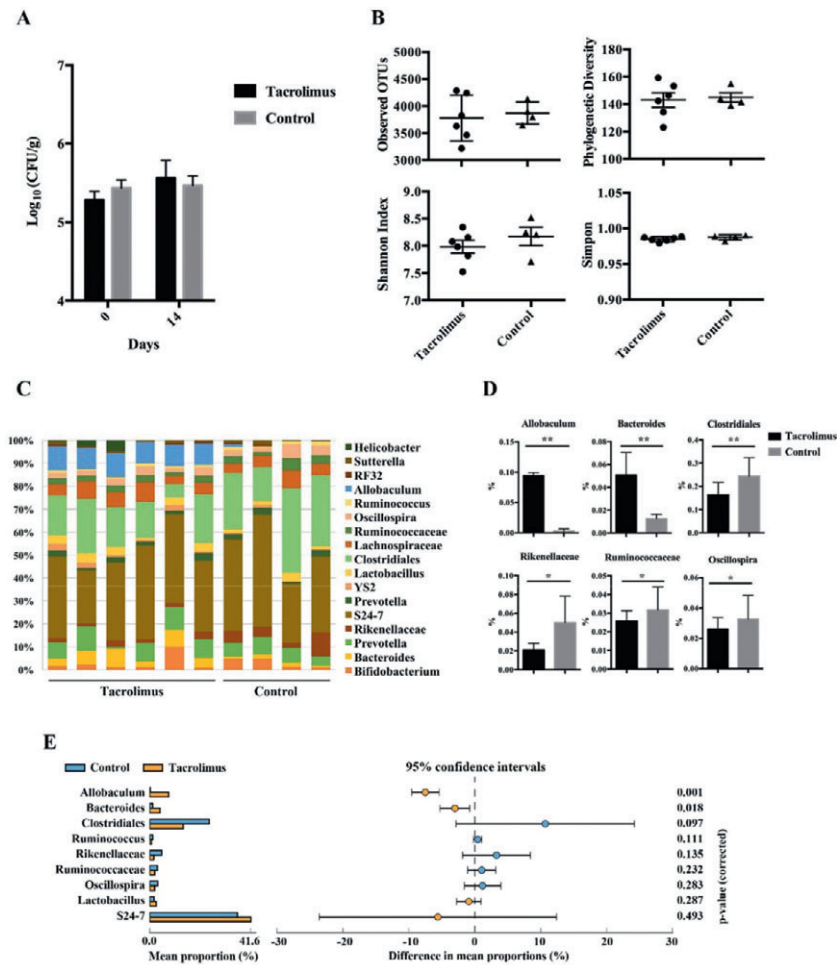 A
Log10 (CFU/g)
7
6
5
4
0
14
Days
Tacrolimus
Control
B
Observed OTUs
5000
4500
4000
3500
3000
Phylogenetic Diversity
180
160
140
120
100
Shannon Index
9.0
8.5
8.0
7.5
7.0
Tacrolimus
Control
Simpon
1.05
1.00
0.95
0.90
Tacrolimus
Control
C
100%
90%
80%
70%
60%
50%
40%
30%
20%
10%
0%
Tacrolimus
Control
Helicobacter
Sutterella
RF32
Allobaculum
Ruminococcus
Oscillospira
Ruminococcaceae
Lachnospiraceae
Clostridiales
Lactobacillus
YS2
Prevotella
S24-7
Rikenellaceae
Prevotella
Bacteroides
Bifidobacterium
D
Allobaculum
**
%
0.15
0.10
0.05
0.00
Bacteroides
**
%
0.08
0.06
0.04
0.02
0.00
Clostridiales
**
%
0.4
0.3
0.2
0.1
0.0
Tacrolimus
Control
Rikenellaceae
*
%
0.10
0.08
0.06
0.04
0.02
0.00
Ruminococcaceae
*
%
0.05
0.04
0.03
0.02
0.01
0.00
Oscillospira
*
%
0.06
0.04
0.02
0.00
E
Control
Tacrolimus
95% confidence intervals
Allobaculum
0.001
Bacteroides
0.018
Clostridiales
0.097
Ruminococcus
0.111
Rikenellaceae
0.135
Ruminococcaceae
0.232
Oscillospira
0.283
Lactobacillus
0.287
S24-7
0.493
p-value (corrected)
0.0
41.6
Mean proportion (%)
-30
-20
-10
0
10
20
30
Difference in mean proportions (%)